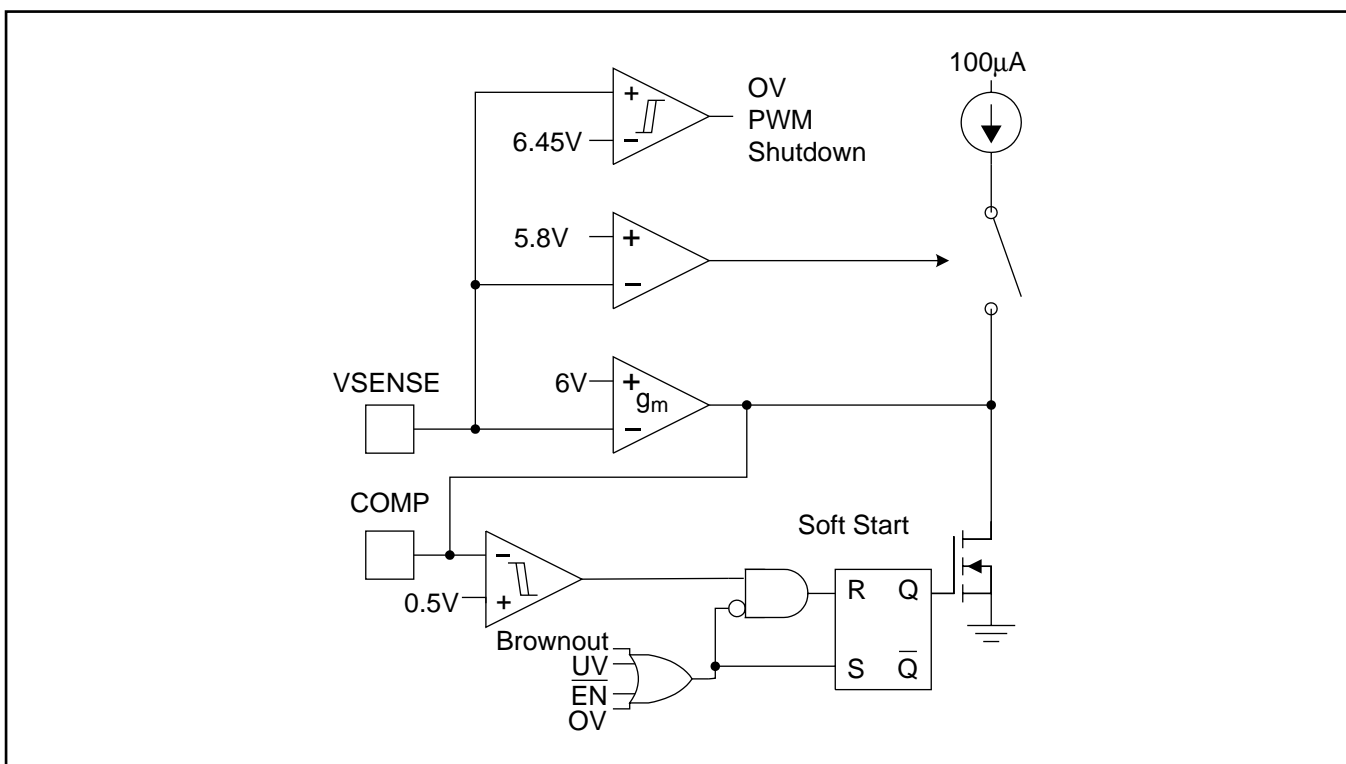 100µA
OV
PWM
Shutdown
+
6.45V
−
5.8V
+
−
VSENSE
6V
+
gm
−
COMP
Soft Start
−
0.5V
+
R Q
Brownout
UV
S Q̅
E̅N̅
OV